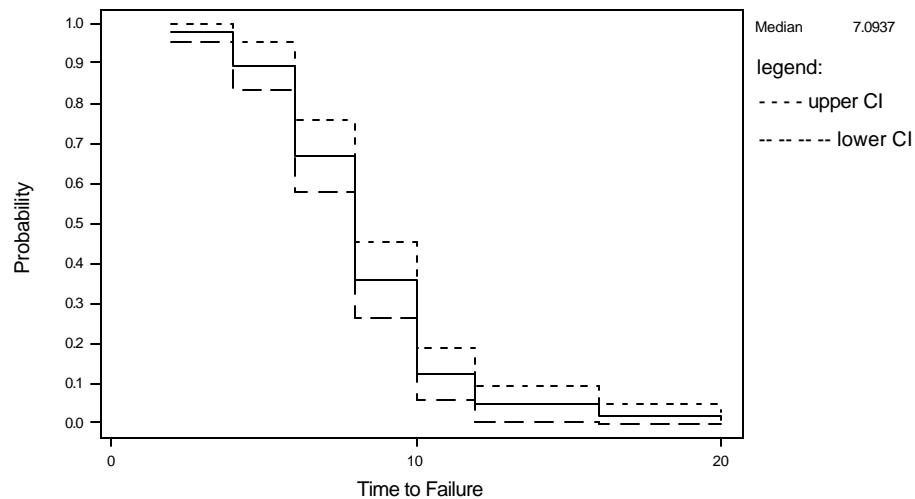 1.0
0.9
0.8
0.7
0.6
0.5
0.4
0.3
0.2
0.1
0.0
Probability
0
10
20
Time to Failure
Median 7.0937
legend:
- - - - upper CI
-- -- -- -- lower CI